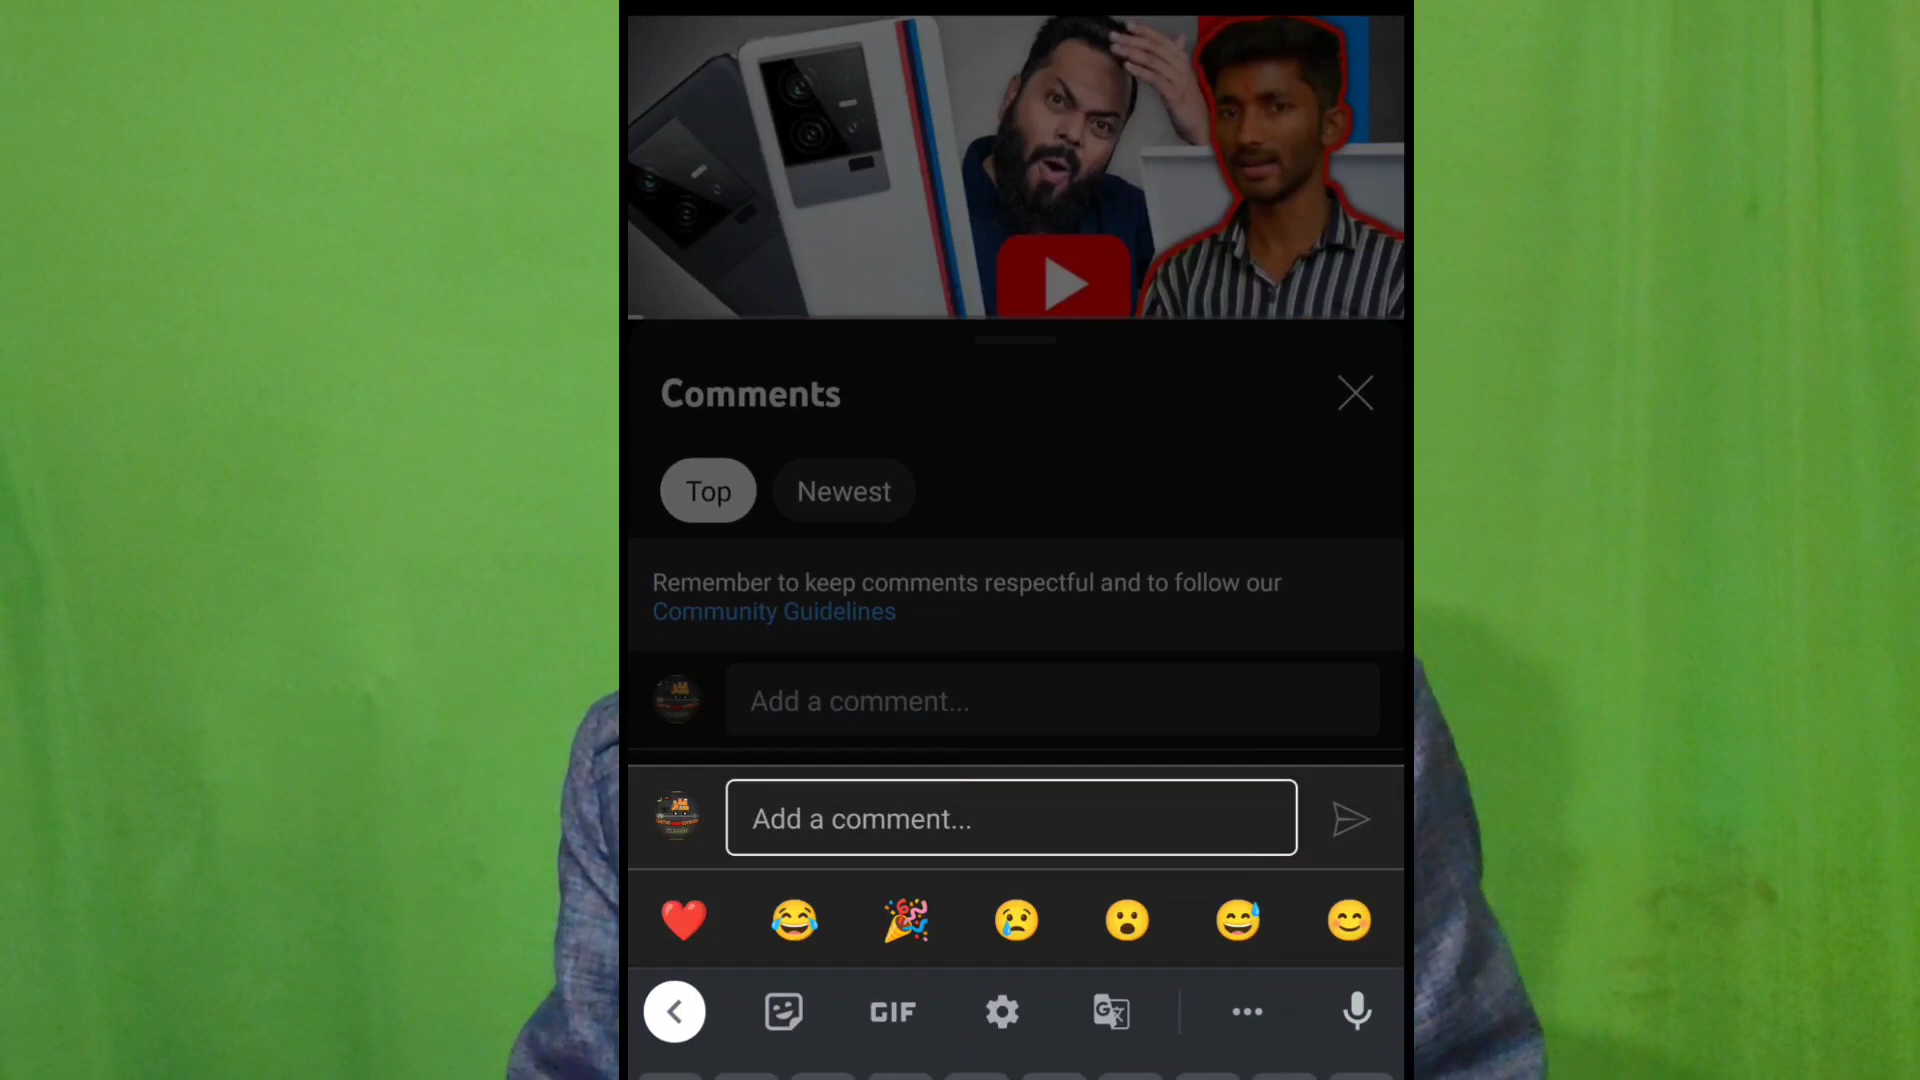 Comments
Top
Newest
Remember to keep comments respectful and to follow our
Community Guidelines
Add a comment...
Add a comment...
GIF